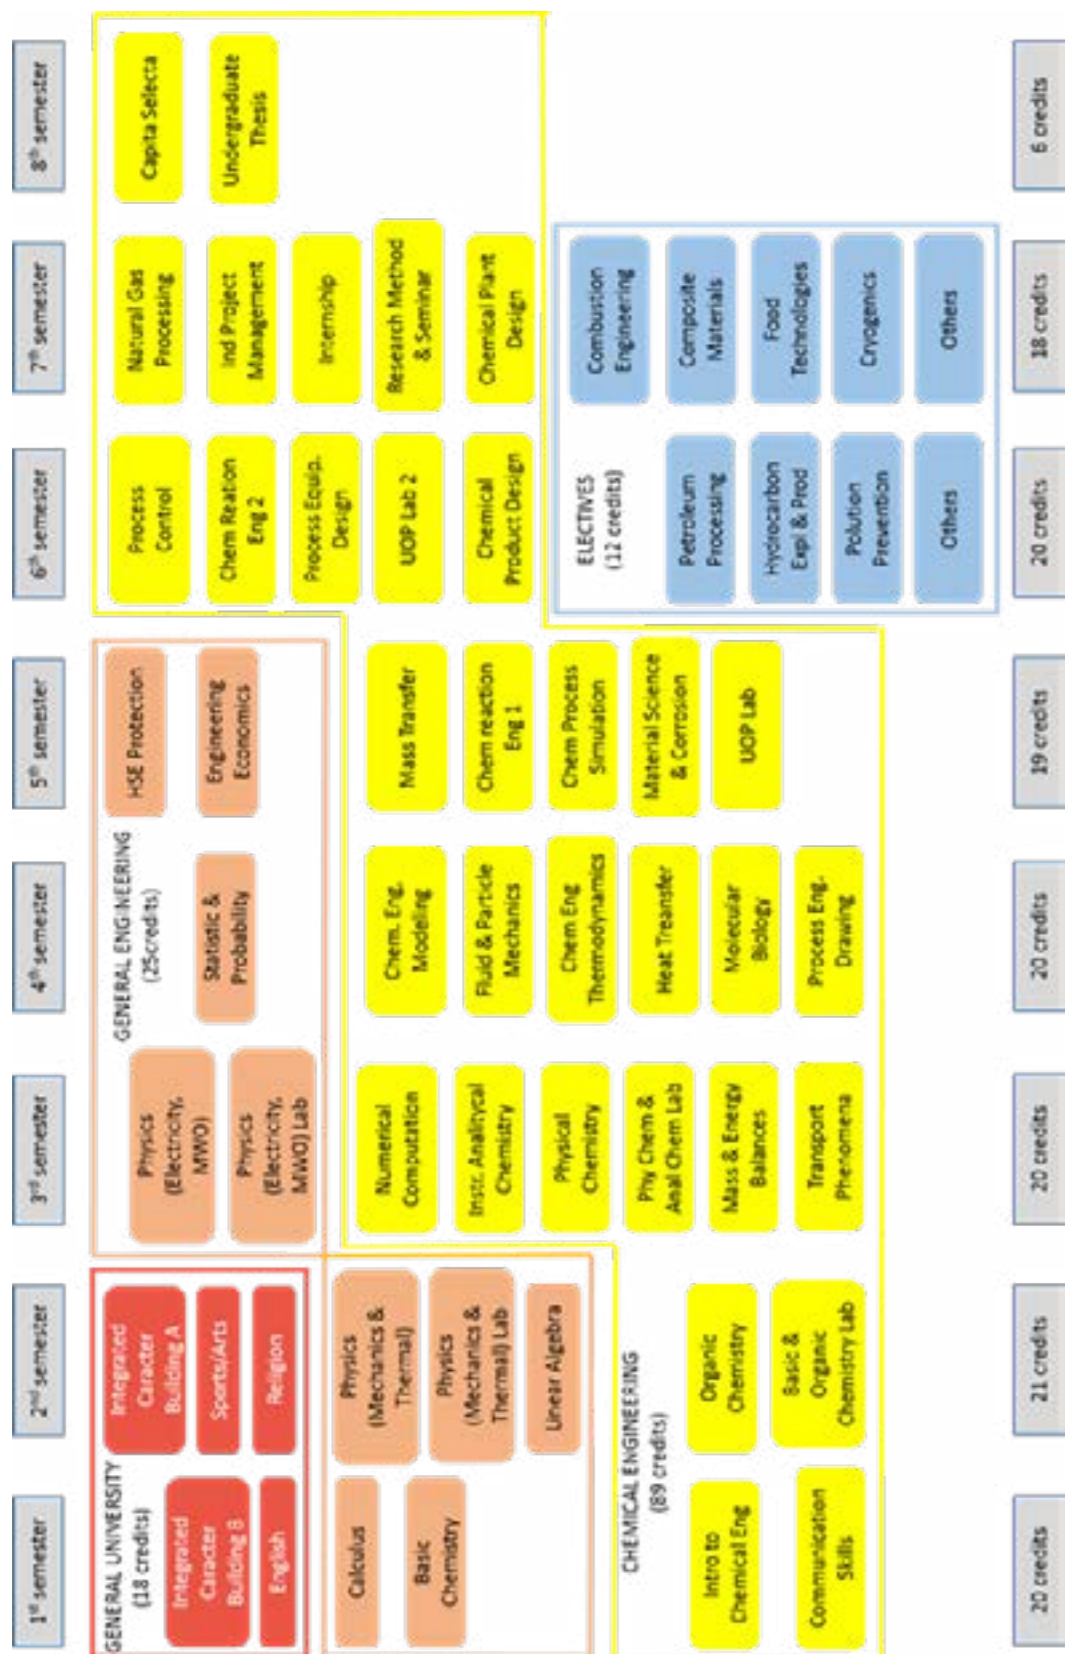 1st semester
2nd semester
3rd semester
4th semester
5th semester
6th semester
7th semester
8th semester
GENERAL UNIVERSITY
(18 credits)
Integrated
Caracter
Building B
English
Integrated
Caracter
Building A
Sports/Arts
Religion
GENERAL ENGINEERING
(25credits)
Calculus
Basic
Chemistry
Physics
(Mechanics &
Thermal)
Physics
(Mechanics &
Thermal) Lab
Linear Algebra
Physics
(Electricity,
MWO)
Physics
(Electricity,
MWO) Lab
Statistic &
Probability
HSE Protection
Engineering
Economics
CHEMICAL ENGINEERING
(89 credits)
Intro to
Chemical Eng
Communication
Skills
Organic
Chemistry
Basic &
Organic
Chemistry Lab
Numerical
Computation
Instr. Analitycal
Chemistry
Physical
Chemistry
Phy Chem &
Anal Chem Lab
Mass & Energy
Balances
Transport
Phenomena
Chem. Eng.
Modeling
Fluid & Particle
Mechanics
Chem Eng
Thermodynamics
Heat Treansfer
Molecular
Biology
Process Eng.
Drawing
Mass Transfer
Chem reaction
Eng 1
Chem Process
Simulation
Material Science
& Corrosion
UOP Lab
Process
Control
Chem Reation
Eng 2
Process Equip.
Design
UOP Lab 2
Chemical
Product Design
Natural Gas
Processing
Ind Project
Management
Internship
Research Method
& Seminar
Chemical Plant
Design
Capita Selecta
Undergraduate
Thesis
ELECTIVES
(12 credits)
Petroleum
Processing
Hydrocarbon
Expl & Prod
Polution
Prevention
Others
Combustion
Engineering
Composite
Materials
Food
Technologies
Cryogenics
Others
20 credits
21 credits
20 credits
20 credits
19 credits
20 credits
18 credits
6 credits